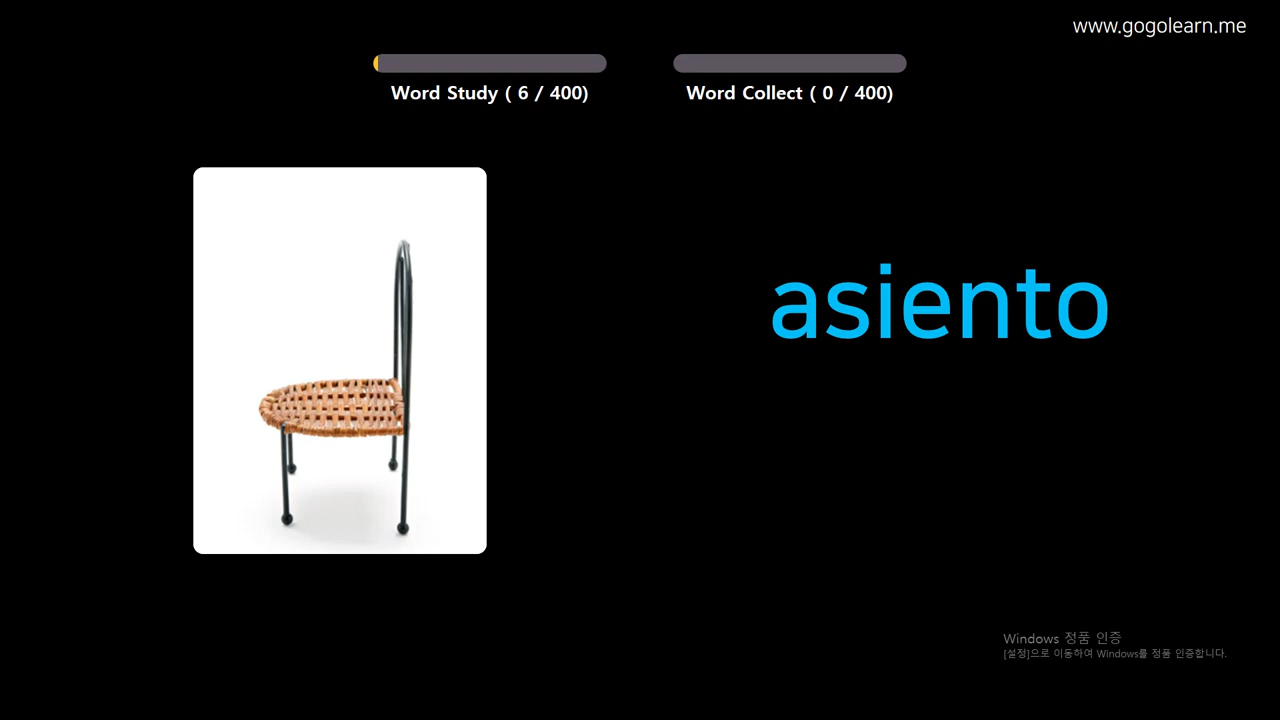 www.gogolearn.me
Word Study ( 6 / 400)
Word Collect ( 0 / 400)
asiento
Windows 정품 인증
[설정]으로 이동하여 Windows를 정품 인증합니다.